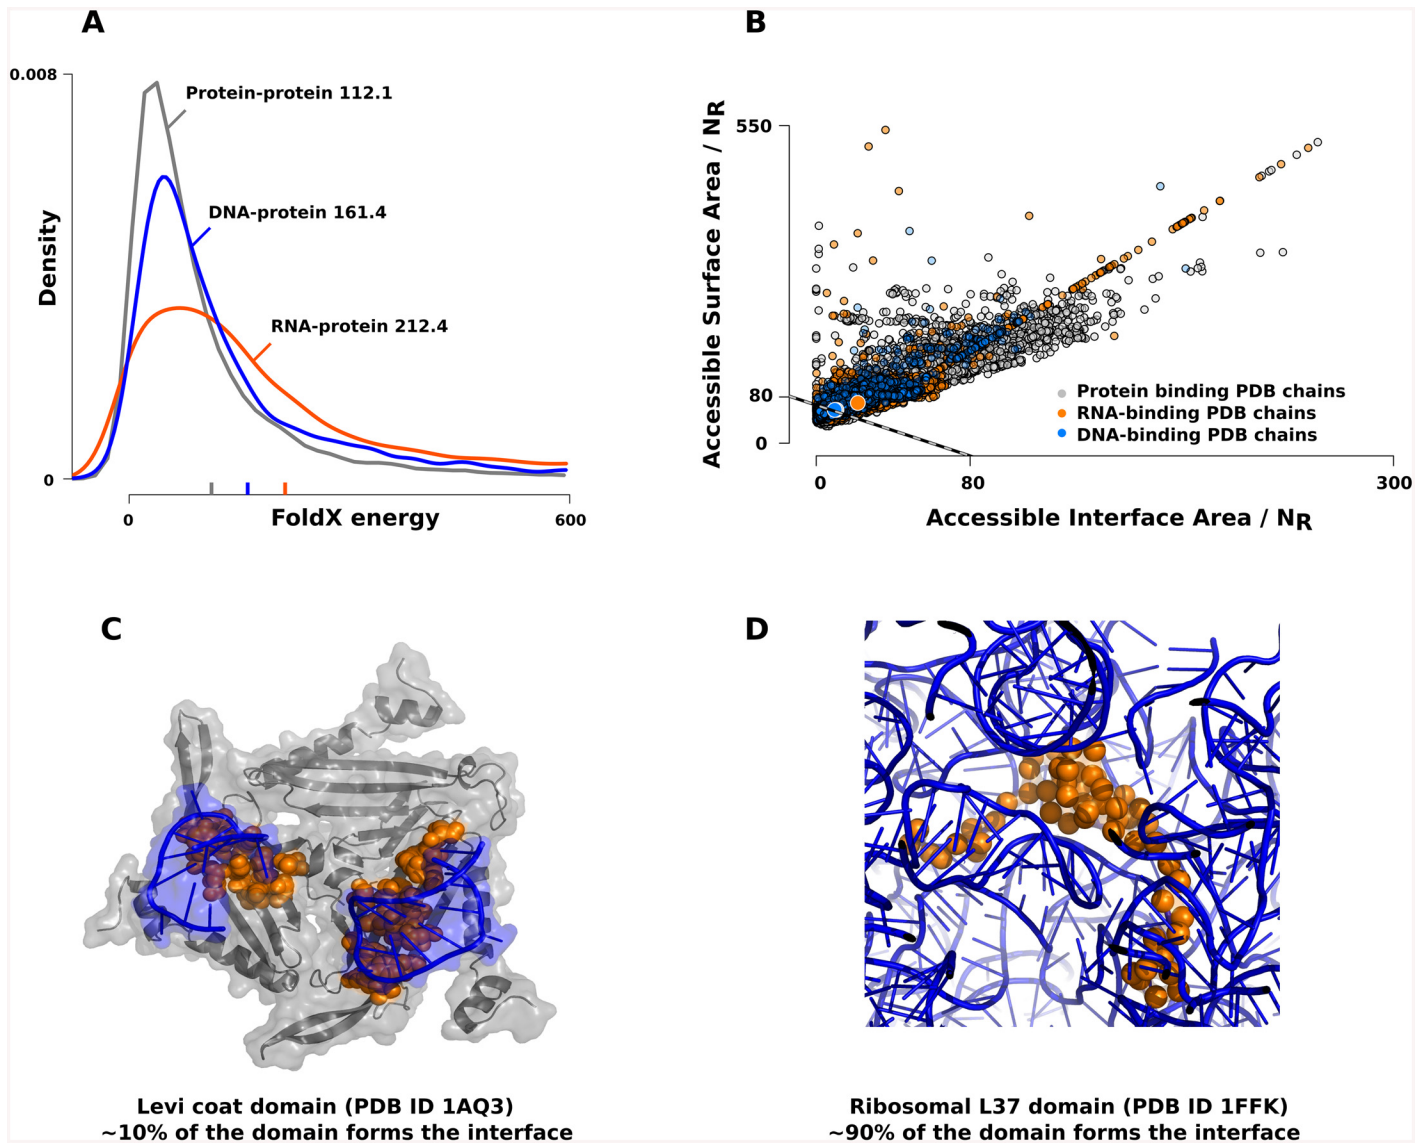 A
0.008
Density
0
Protein-protein 112.1
DNA-protein 161.4
RNA-protein 212.4
0
600
FoldX energy
B
Accessible Surface Area / NR
550
80
0
Protein binding PDB chains
RNA-binding PDB chains
DNA-binding PDB chains
0
80
300
Accessible Interface Area / NR
C
Levi coat domain (PDB ID 1AQ3)
~10% of the domain forms the interface
D
Ribosomal L37 domain (PDB ID 1FFK)
~90% of the domain forms the interface